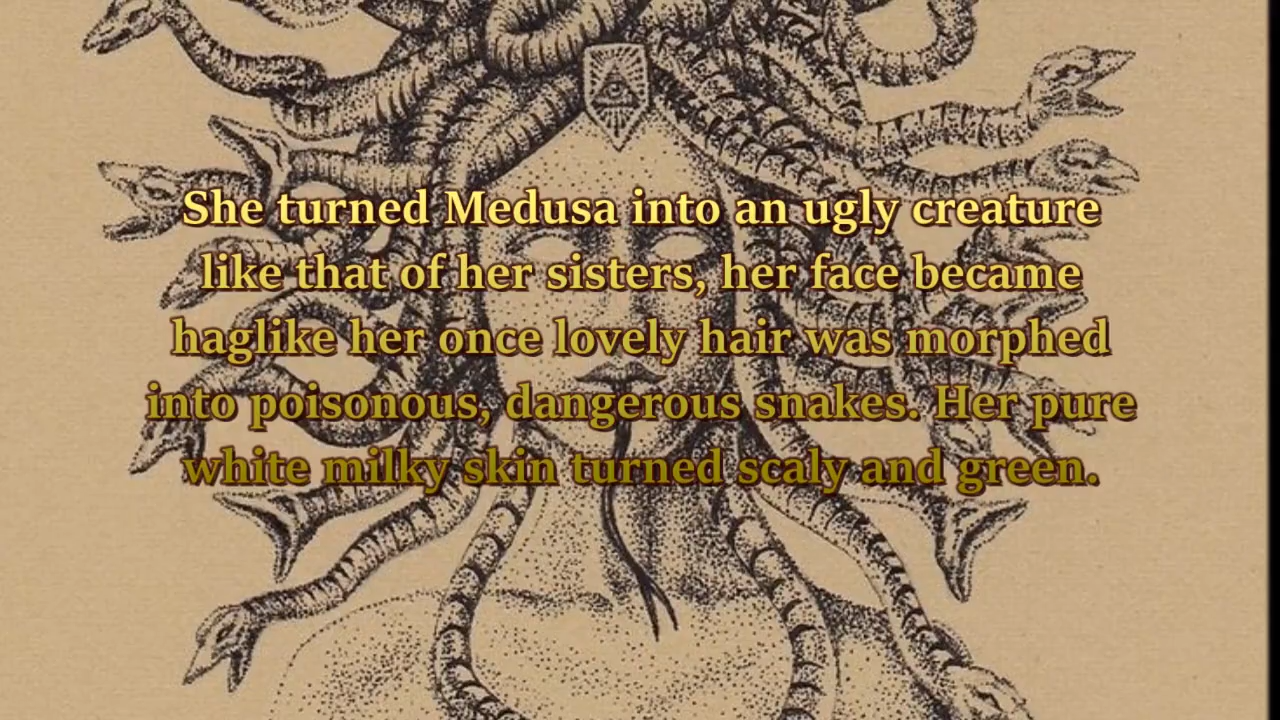 She turned Medusa into an ugly creature
like that of her sisters, her face became
haglike her once lovely hair was morphed
into poisonous, dangerous snakes. Her pure
white milky skin turned scaly and green.